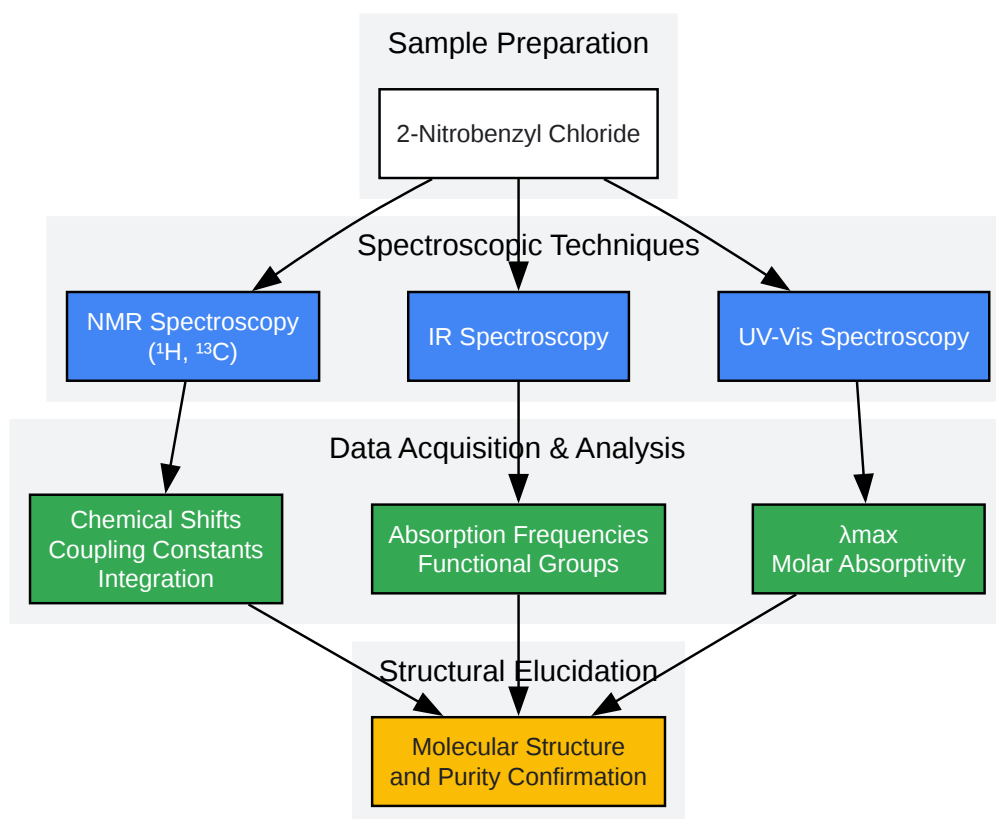 Sample Preparation
2-Nitrobenzyl Chloride
Spectroscopic Techniques
NMR Spectroscopy
(¹H, ¹³C)
IR Spectroscopy
UV-Vis Spectroscopy
Data Acquisition & Analysis
Chemical Shifts
Coupling Constants
Integration
Absorption Frequencies
Functional Groups
λmax
Molar Absorptivity
Structural Elucidation
Molecular Structure
and Purity Confirmation